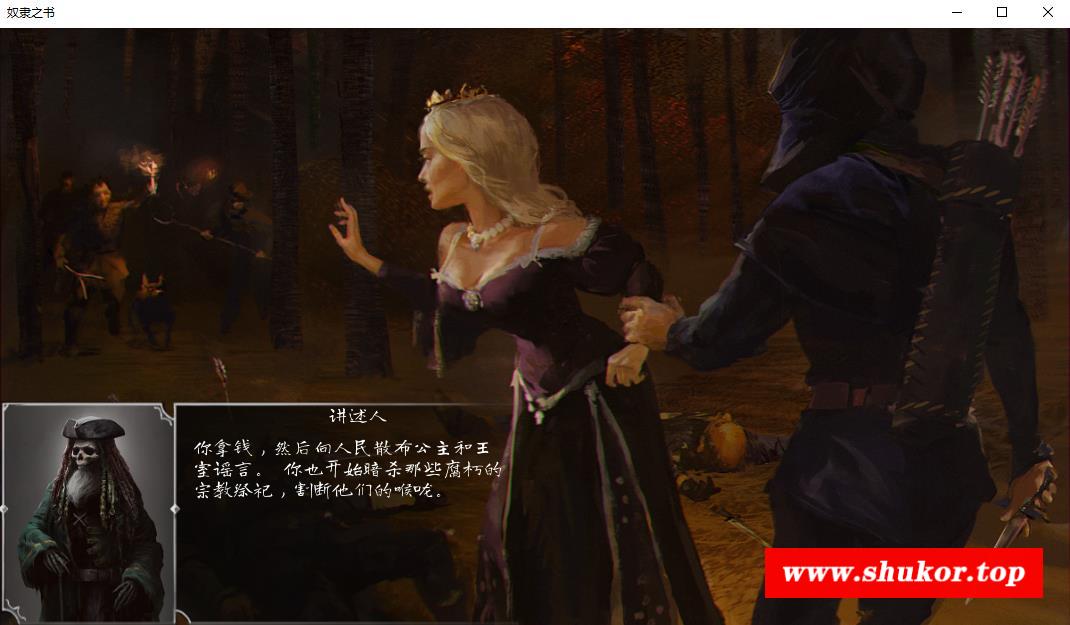 奴隶之书
讲述人
你拿钱，然后向人民散布公主和王
室谣言。 你也开始暗杀那些腐朽的
宗教祭祀，割断他们的喉咙。
www.shukor.top